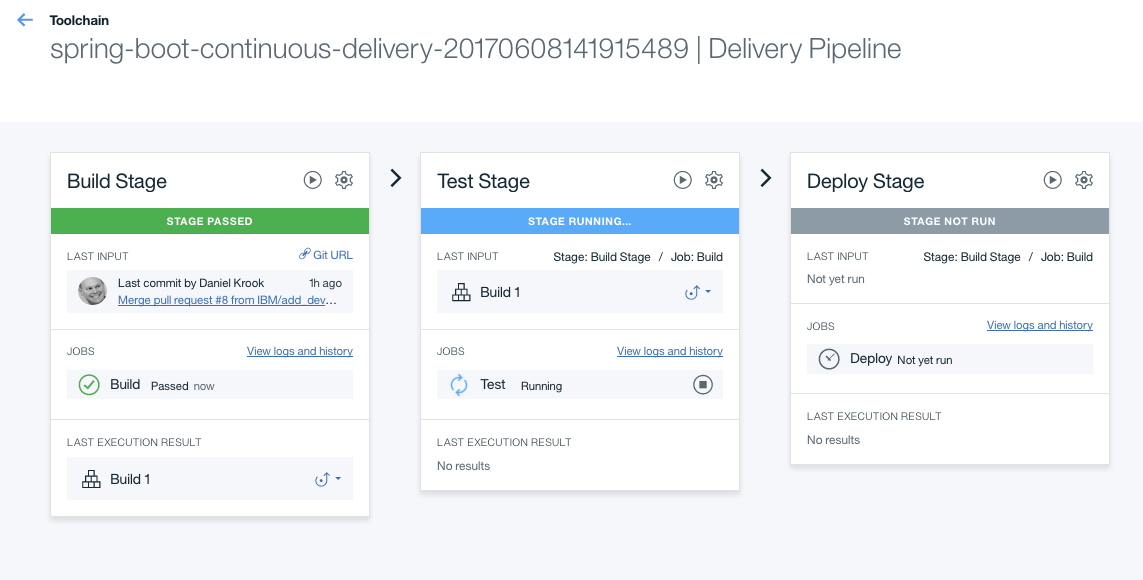 Toolchain
spring-boot-continuous-delivery-20170608141915489 | Delivery Pipeline
Build Stage
STAGE PASSED
LAST INPUT Git URL
Last commit by Daniel Krook 1h ago
Merge pull request #8 from IBM/add_dev…
JOBS View logs and history
Build Passed now
LAST EXECUTION RESULT
Build 1
Test Stage
STAGE RUNNING...
LAST INPUT Stage: Build Stage / Job: Build
Build 1
JOBS View logs and history
Test Running
LAST EXECUTION RESULT
No results
Deploy Stage
STAGE NOT RUN
LAST INPUT Stage: Build Stage / Job: Build
Not yet run
JOBS View logs and history
Deploy Not yet run
LAST EXECUTION RESULT
No results